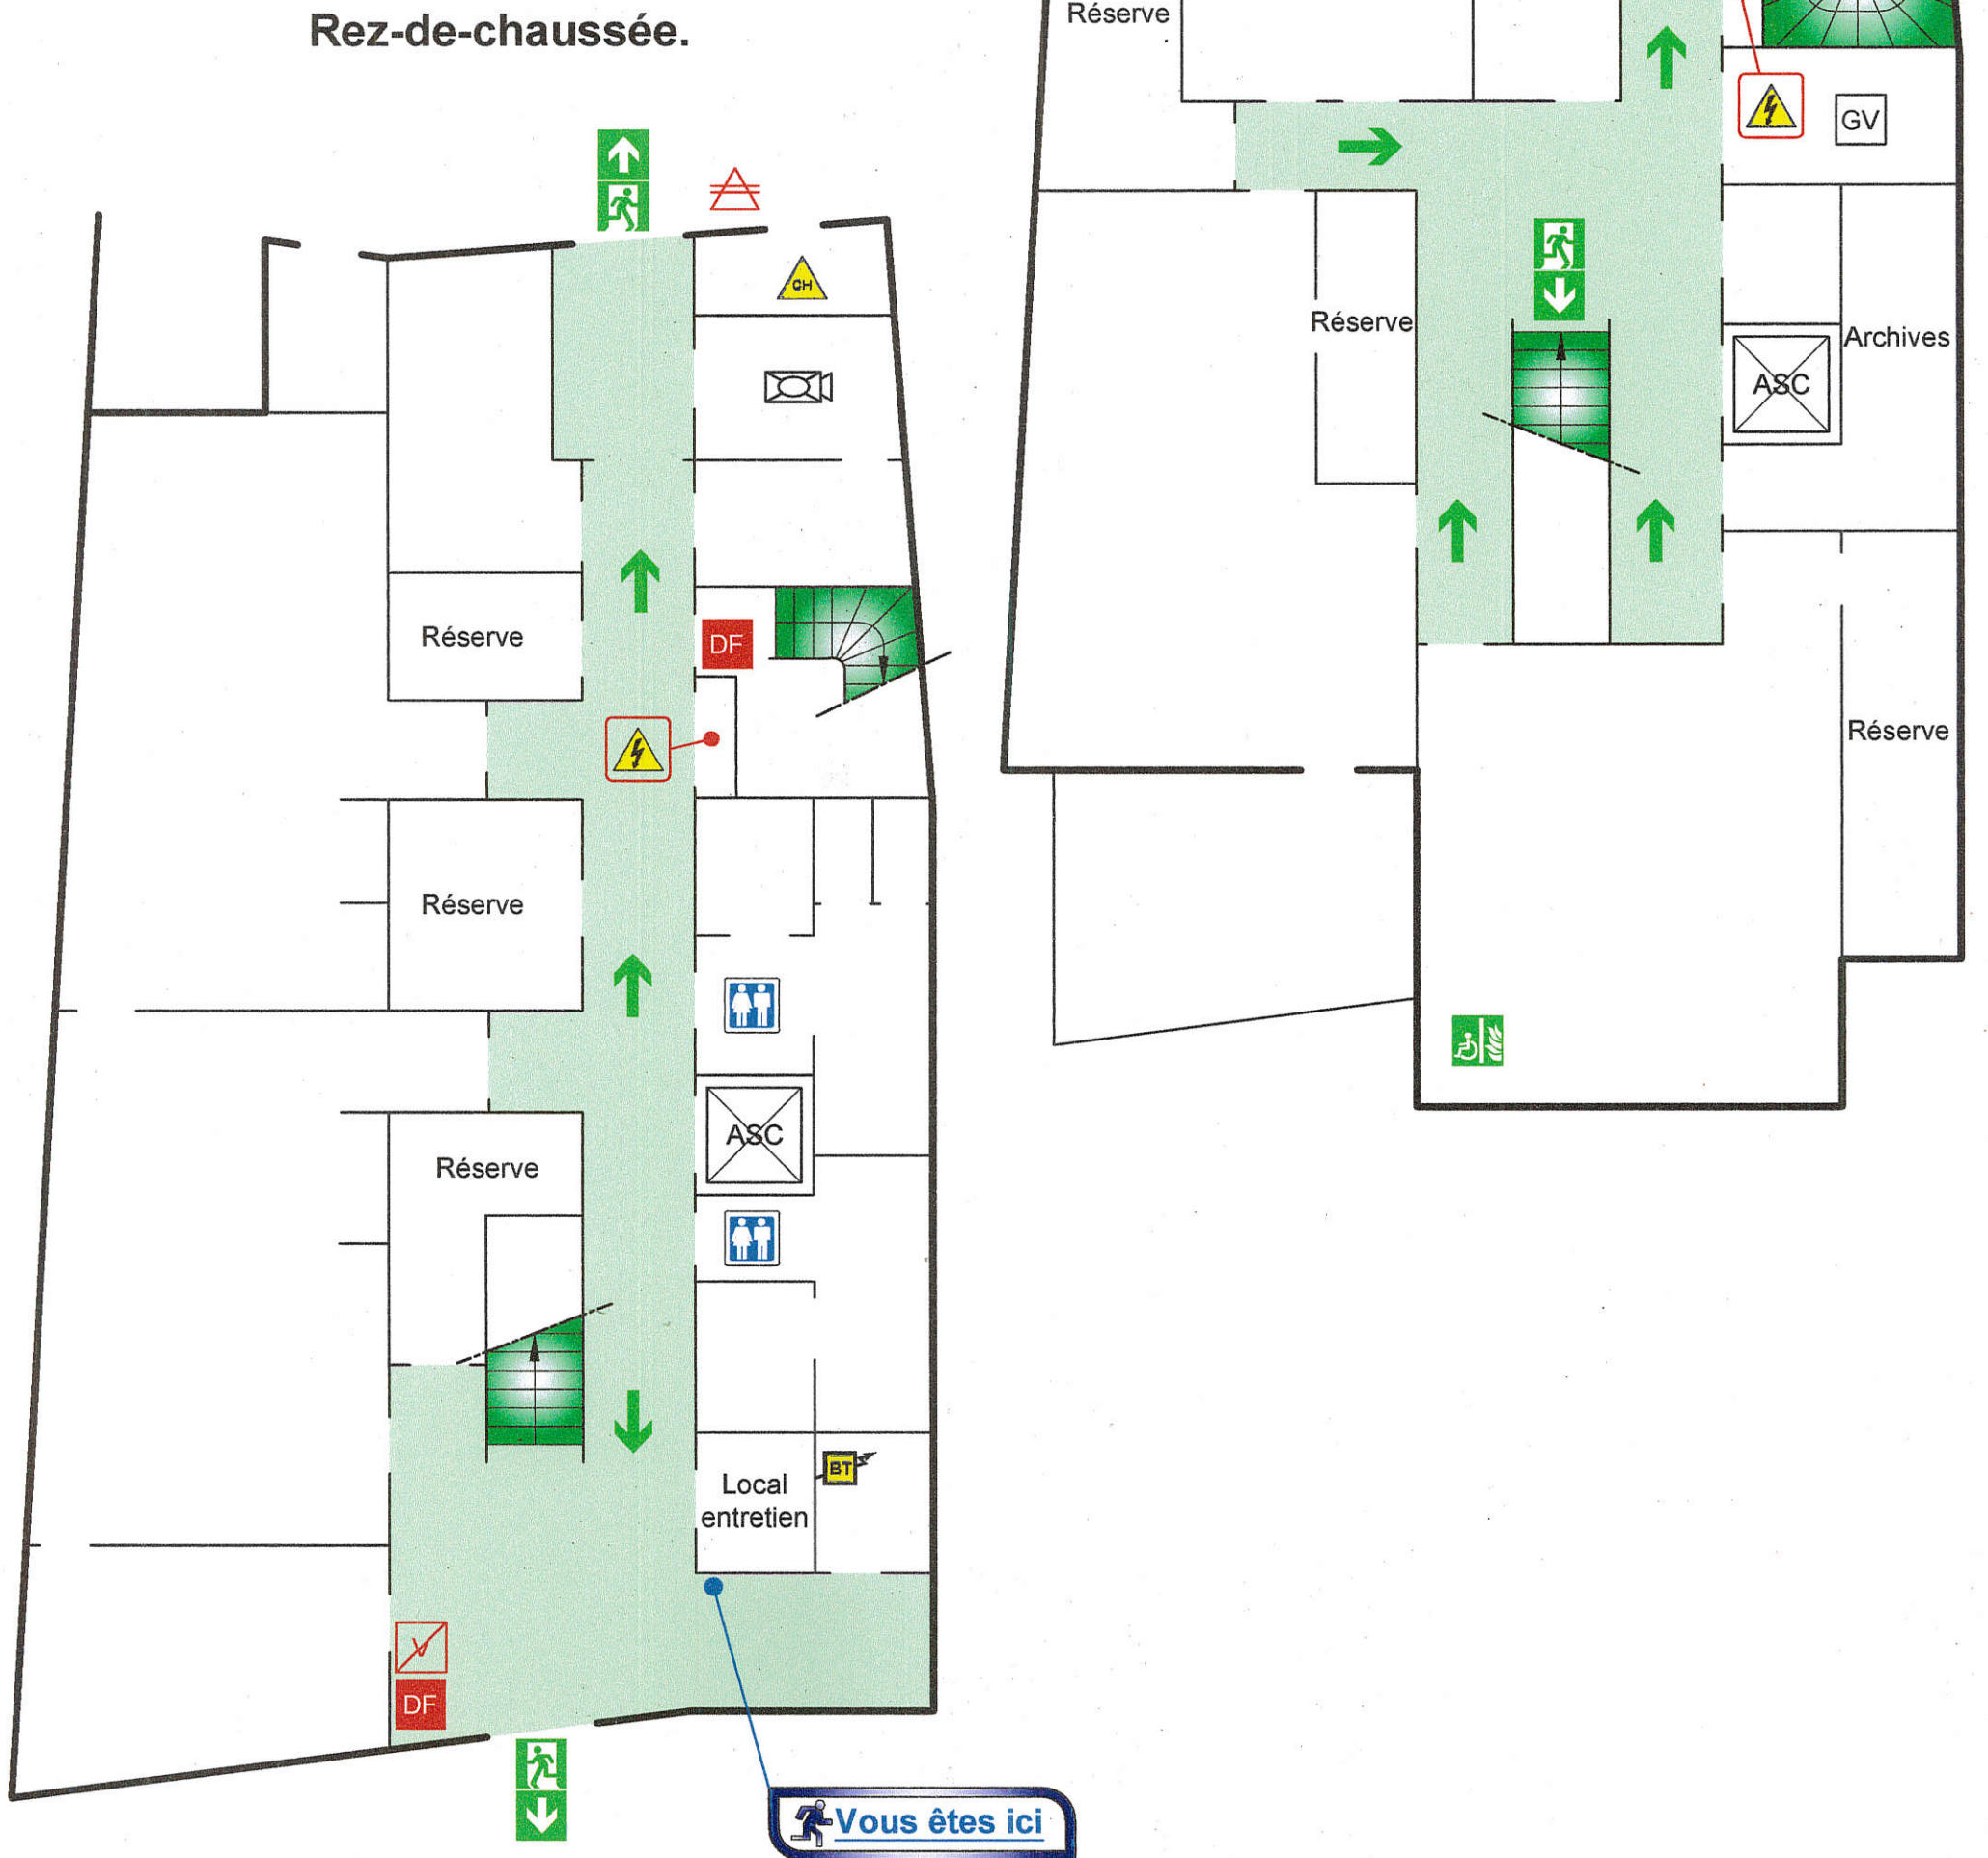 Rez-de-chaussée.
CH
Réserve
DF
Réserve
Réserve
ASC
Local
entretien
BT
V
DF
Vous êtes ici
Réserve
GV
Réserve
Archives
ASC
Réserve